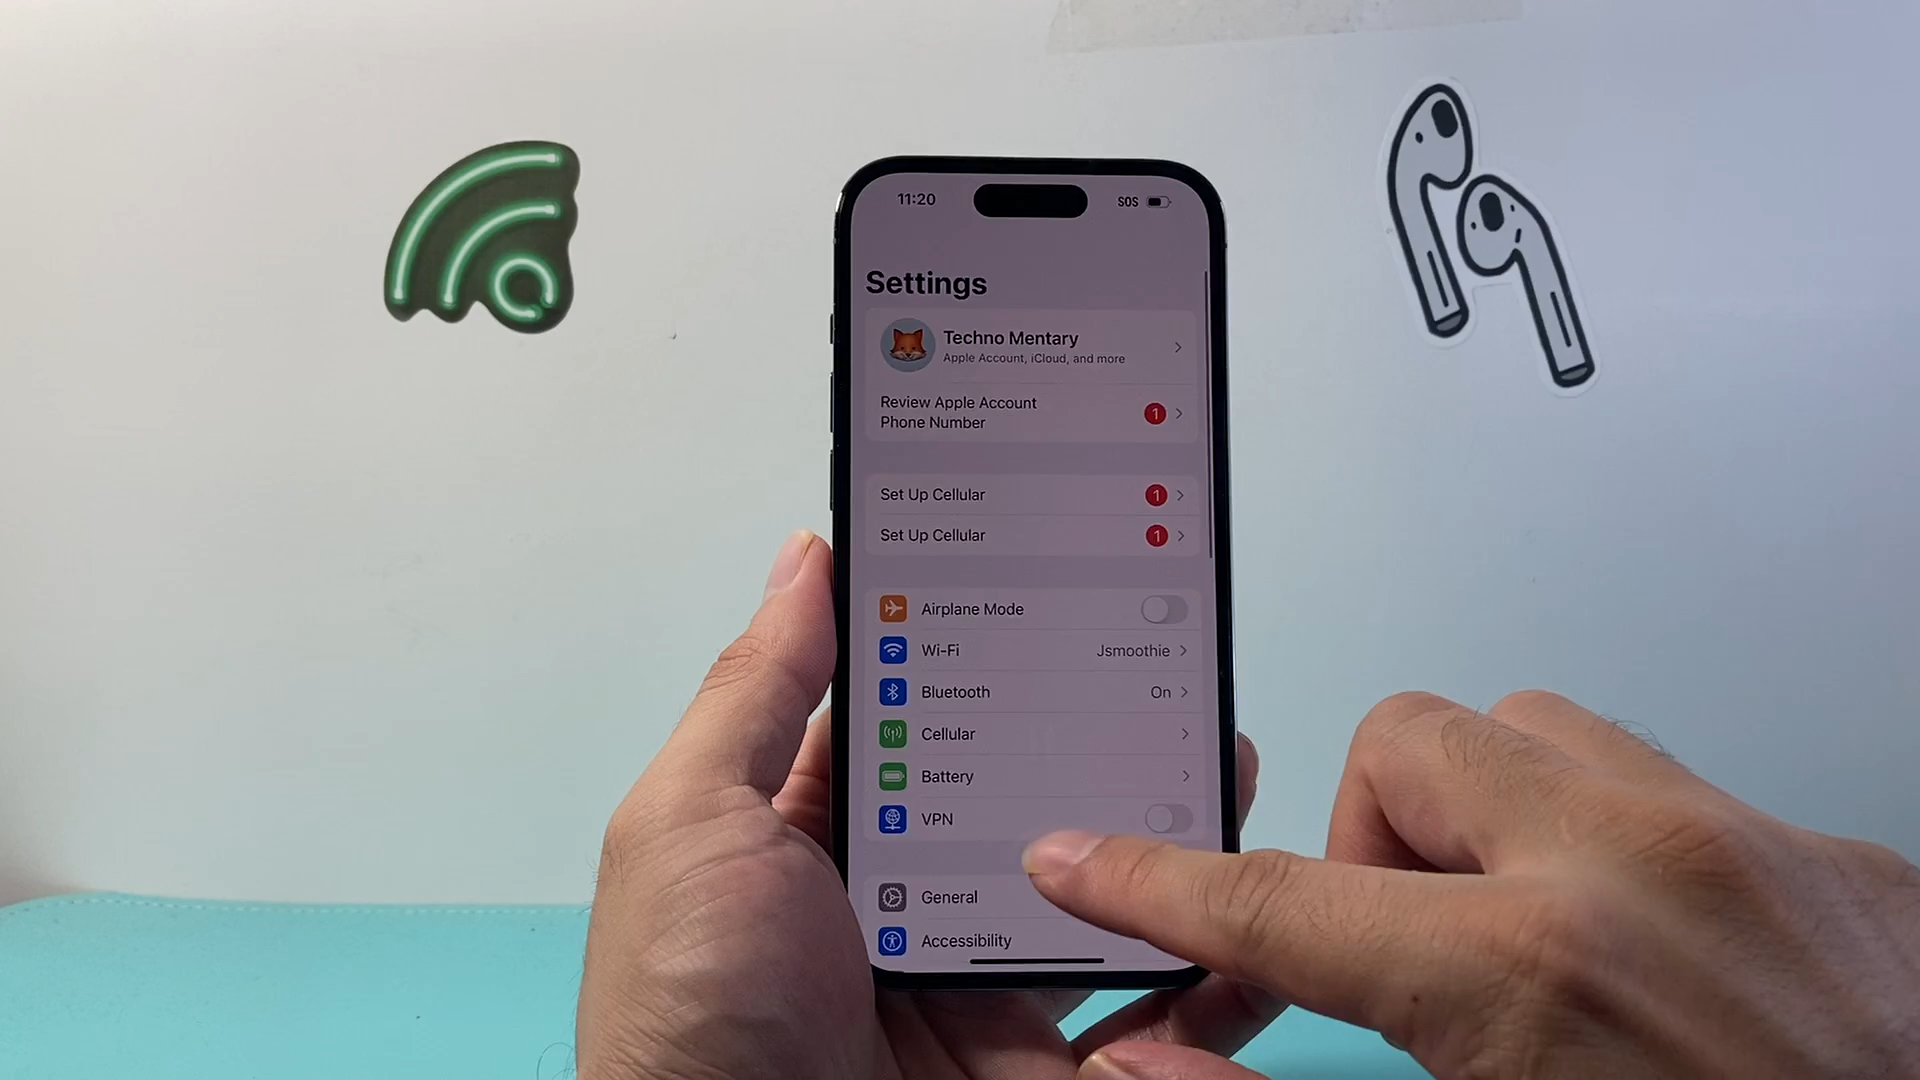 11:20
SOS
Settings
Techno Mentary
Apple Account, iCloud, and more
Review Apple Account
Phone Number
1
Set Up Cellular
1
Set Up Cellular
1
Airplane Mode
Wi-Fi
Jsmoothie
Bluetooth
On
Cellular
Battery
VPN
General
Accessibility